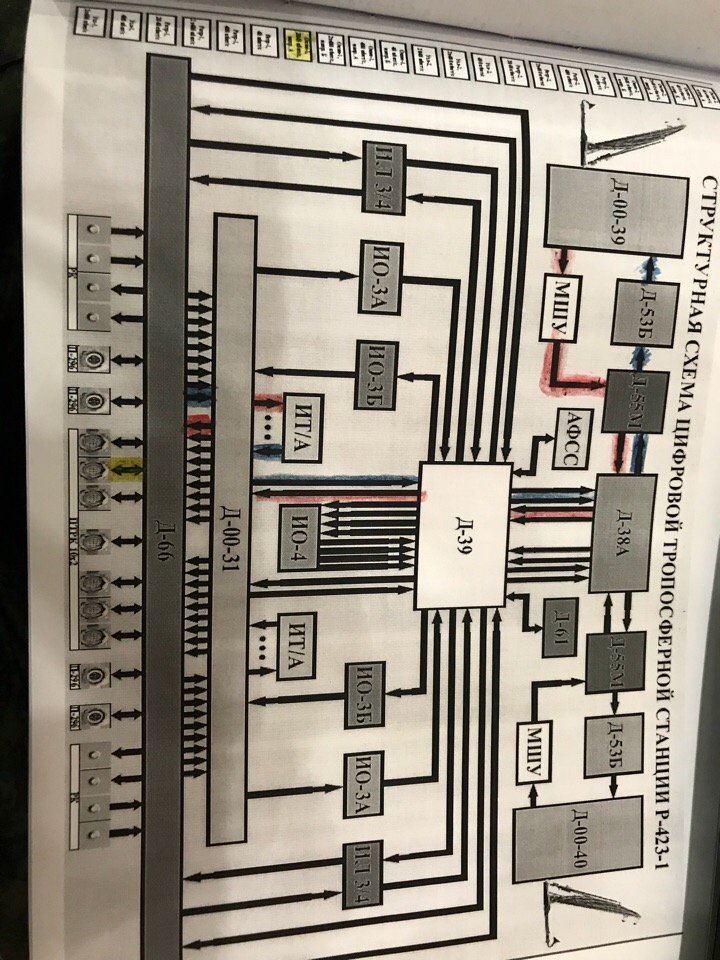 СТРУКТУРНАЯ СХЕМА ЦИФРОВОЙ ТРОПОСФЕРНОЙ СТАНЦИИ Р-423-1
Д-00-39
Д-53Б
Д-55М
Д-38А
Д-55М
Д-53Б
Д-00-40
МШУ
АФСС
Д-61
МШУ
Д-39
ИЛ 3/4
ИО-3А
ИО-3Б
ИО-3Б
ИО-3А
ИЛ 3/4
ИТ/А
ИО-4
ИТ/А
Д-00-31
Д-66
РК
П-296
П-296
ПТРК 10х2
П-296
П-296
РК